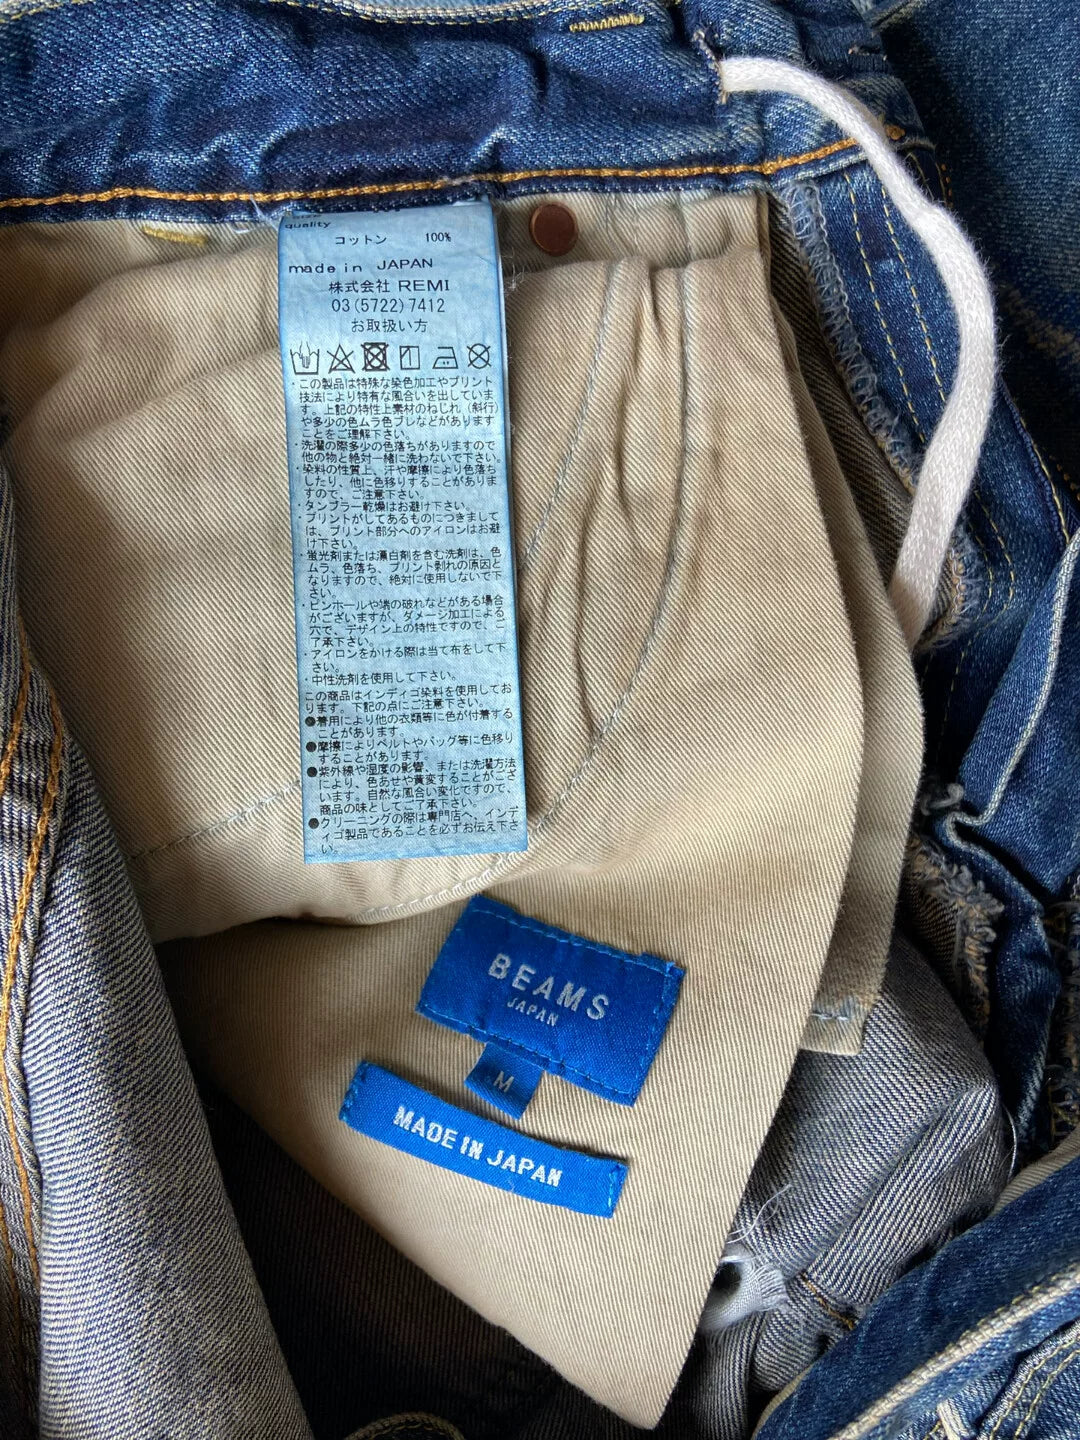 quality
コットン 100%
made in JAPAN
株式会社 REMI
03(5722)7412
お取扱い方
・この製品は特殊な染色加工やプリント
技法により特有な風合いを出していま
す。上記の特性上素材のねじれ（斜行）
や多少の色ムラ色ブレなどがあります
ことをご理解下さい。
・洗濯の際多少の色落ちがありますので
他の物と絶対一緒に洗わないで下さい。
・染料の性質上、汗や摩擦により色落ち
したり、他に色移りすることがありま
すので、ご注意下さい。
・タンブラー乾燥はお避け下さい。
・プリントがしてあるものにつきまして
は、プリント部分へのアイロンはお避
け下さい。
・蛍光剤または漂白剤を含む洗剤は、色
ムラ、色落ち、プリント剥れの原因と
なりますので、絶対に使用しないで下
さい。
・ピンホールや端の破れなどがある場合
がございますが、ダメージ加工による
穴で、デザイン上の特性ですので、ご
了承下さい。
・アイロンをかける際は当て布をして下
さい。
・中性洗剤を使用して下さい。
この商品はインディゴ染料を使用してお
ります。下記の点にご注意下さい。
●着用により他の衣類等に色が付着する
ことがあります。
●摩擦によりベルトやバッグ等に色移り
することがあります。
●紫外線や湿度の影響、または洗濯方法
により、色あせや黄変することがござ
います。自然な風合い変化ですので、
商品の味としてご了承下さい。
●クリーニングの際は専門店へ、インデ
ィゴ製品であることを必ずお伝え下さ
い。
BEAMS
JAPAN
M
MADE IN JAPAN